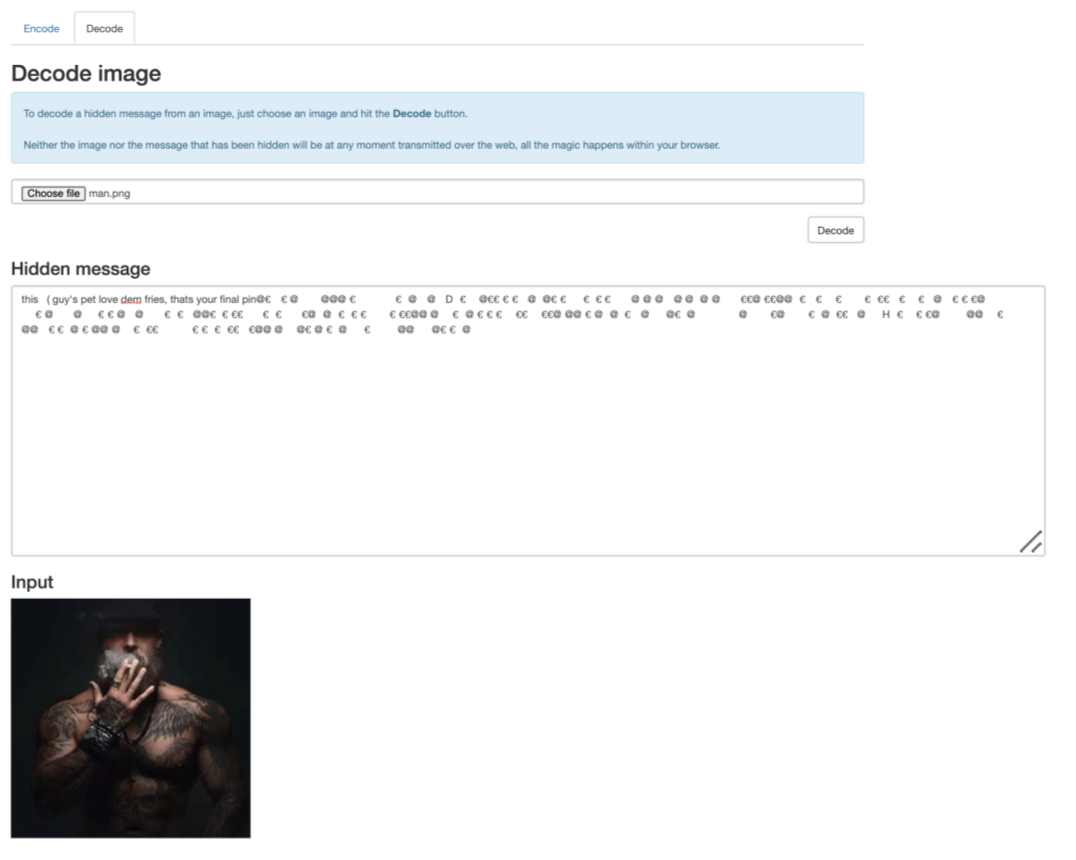 Encode Decode
Decode image
To decode a hidden message from an image, just choose an image and hit the Decode button.
Neither the image nor the message that has been hidden will be at any moment transmitted over the web, all the magic happens within your browser.
Choose file man.png
Decode
Hidden message
this ( guy's pet love dem fries, thats your final pin@€ € @ @@@ € € @ @ D € @€€ € € @ @€ € € € € @ @ @ @ @ @ @ €€@ €€@@ € € € € €€ € € @ € € €@
€ @ @ € € @ @ € € @@€ € €€ € € €@ @ € € € € €€@@ @ € @ € € € €€ €€@ @@ € @ @ € @ @€ @ @ €@ € @ €€ @ H € € €@ @@ €
@@ € € @ € @@ @ € €€ € € € €€ €@@ @ @€ @ € @ € @@ @€ € @
Input